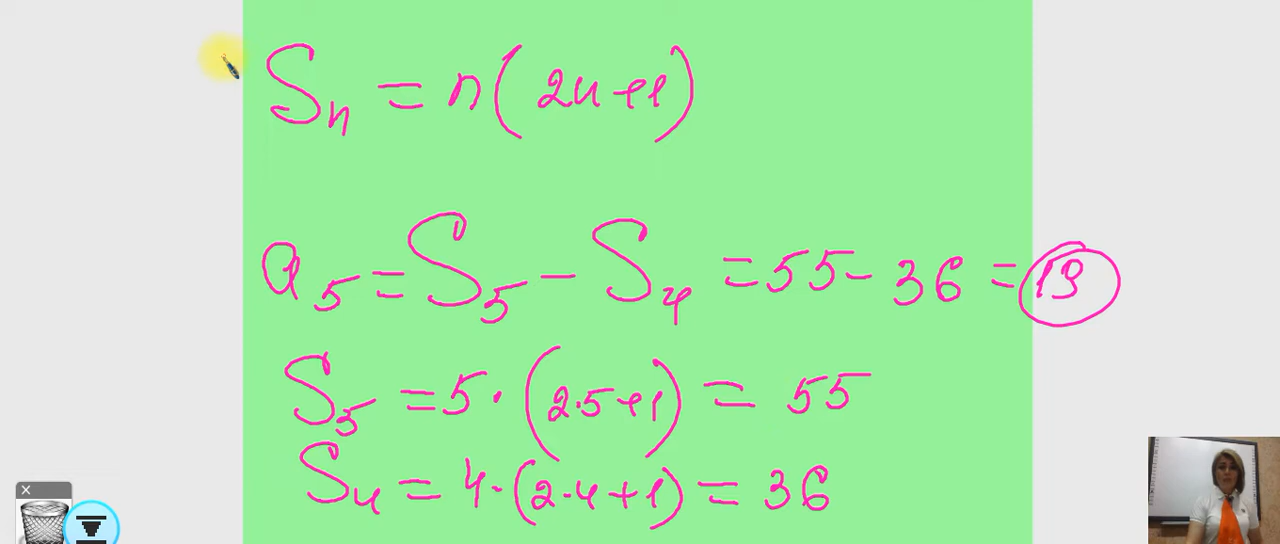 Sₙ = n(2n+1)
a₅ = S₅ − S₄ = 55 − 36 = 19
S₅ = 5·(2·5+1) = 55
S₄ = 4·(2·4+1) = 36